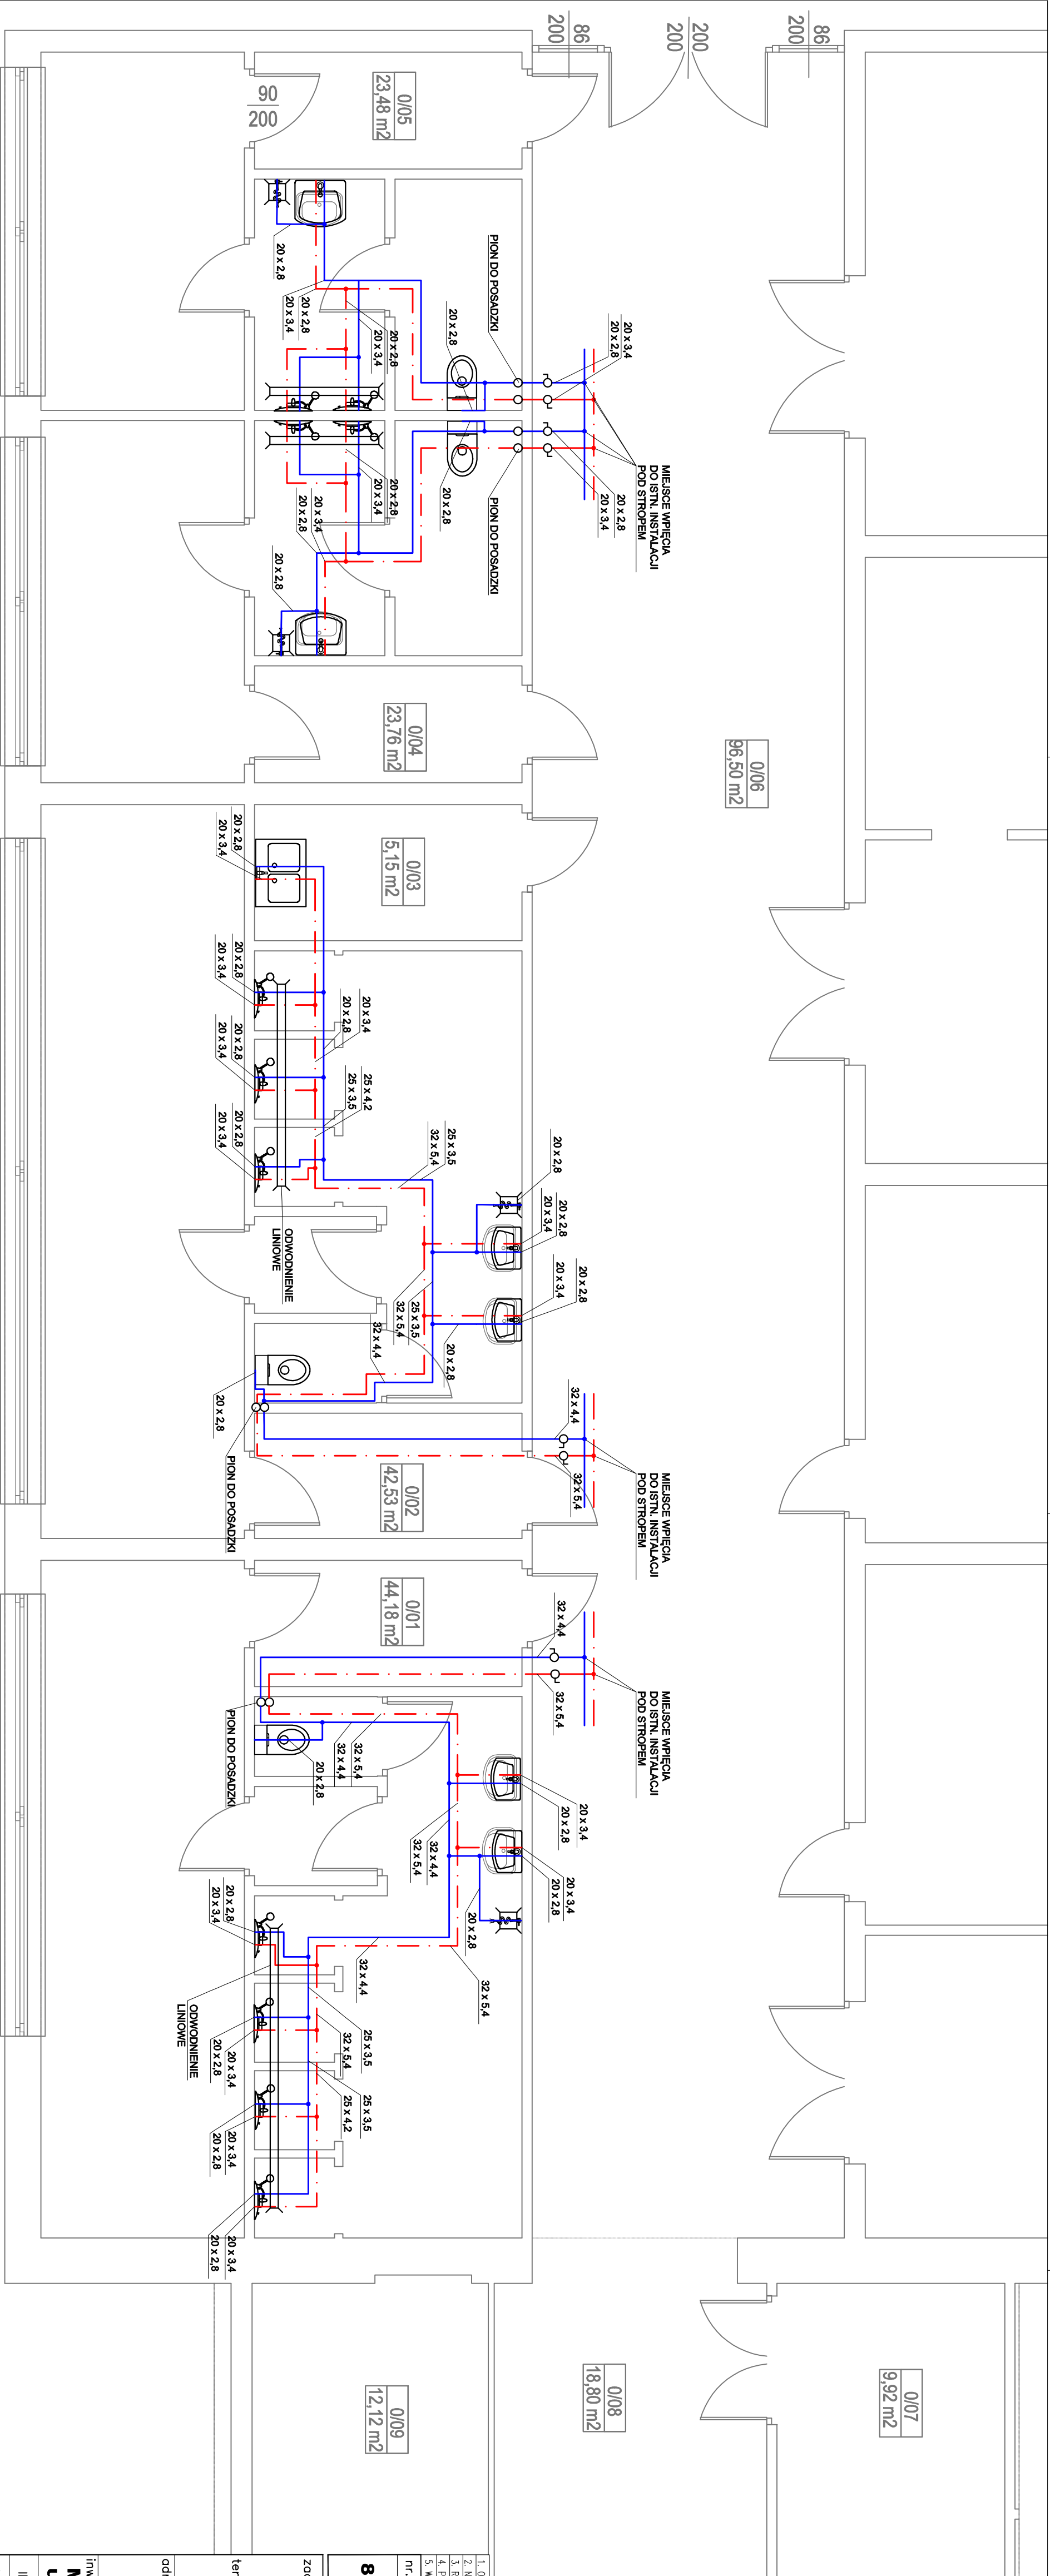 86
200
200
200
86
200
90
200
0/05
23,48 m2
PION DO POSADZKI
20 x 2,8
20 x 2,8
20 x 2,8
20 x 3,4
20 x 2,8
20 x 3,4
20 x 3,4
20 x 2,8
MIEJSCE WPIĘCIA
DO ISTN. INSTALACJI
POD STROPEM
20 x 2,8
20 x 3,4
20 x 2,8
PION DO POSADZKI
20 x 2,8
20 x 3,4
20 x 3,4
20 x 2,8
20 x 2,8
0/04
23,76 m2
0/06
96,50 m2
0/03
5,15 m2
20 x 2,8
20 x 3,4
20 x 2,8
20 x 3,4
20 x 3,4
20 x 2,8
20 x 2,8
20 x 3,4
25 x 4,2
25 x 3,5
20 x 2,8
20 x 3,4
25 x 3,5
32 x 5,4
20 x 2,8
20 x 2,8
20 x 3,4
20 x 2,8
20 x 3,4
ODWODNIENIE
LINIOWE
25 x 3,5
32 x 5,4
32 x 4,4
20 x 2,8
20 x 2,8
PION DO POSADZKI
32 x 4,4
32 x 5,4
MIEJSCE WPIĘCIA
DO ISTN. INSTALACJI
POD STROPEM
0/02
42,53 m2
0/01
44,18 m2
32 x 4,4
32 x 5,4
MIEJSCE WPIĘCIA
DO ISTN. INSTALACJI
POD STROPEM
PION DO POSADZKI
20 x 2,8
32 x 5,4
32 x 4,4
20 x 3,4
20 x 2,8
32 x 4,4
32 x 5,4
20 x 3,4
20 x 2,8
20 x 2,8
20 x 2,8
20 x 3,4
32 x 4,4
32 x 5,4
ODWODNIENIE
LINIOWE
25 x 3,5
32 x 5,4
20 x 3,4
20 x 2,8
25 x 3,5
25 x 4,2
20 x 3,4
20 x 2,8
20 x 3,4
20 x 2,8
0/09
12,12 m2
0/08
18,80 m2
0/07
9,92 m2
1. O
2. N
3. R
4. P
5. W
nr.
8